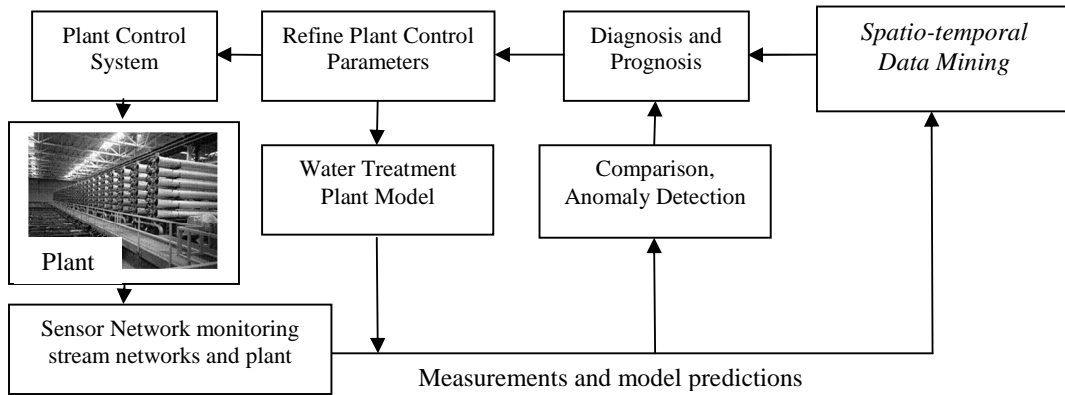 Plant Control
System
Refine Plant Control
Parameters
Diagnosis and
Prognosis
Spatio-temporal
Data Mining
Plant
Water Treatment
Plant Model
Comparison,
Anomaly Detection
Sensor Network monitoring
stream networks and plant
Measurements and model predictions